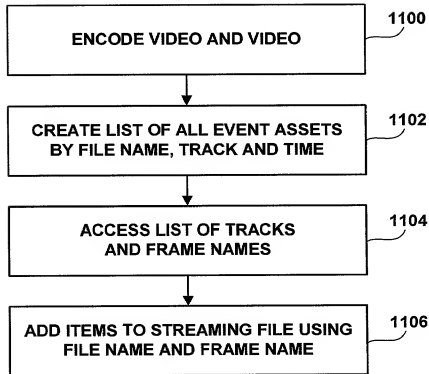 ENCODE VIDEO AND VIDEO
1100
CREATE LIST OF ALL EVENT ASSETS
BY FILE NAME, TRACK AND TIME
1102
ACCESS LIST OF TRACKS
AND FRAME NAMES
1104
ADD ITEMS TO STREAMING FILE USING
FILE NAME AND FRAME NAME
1106